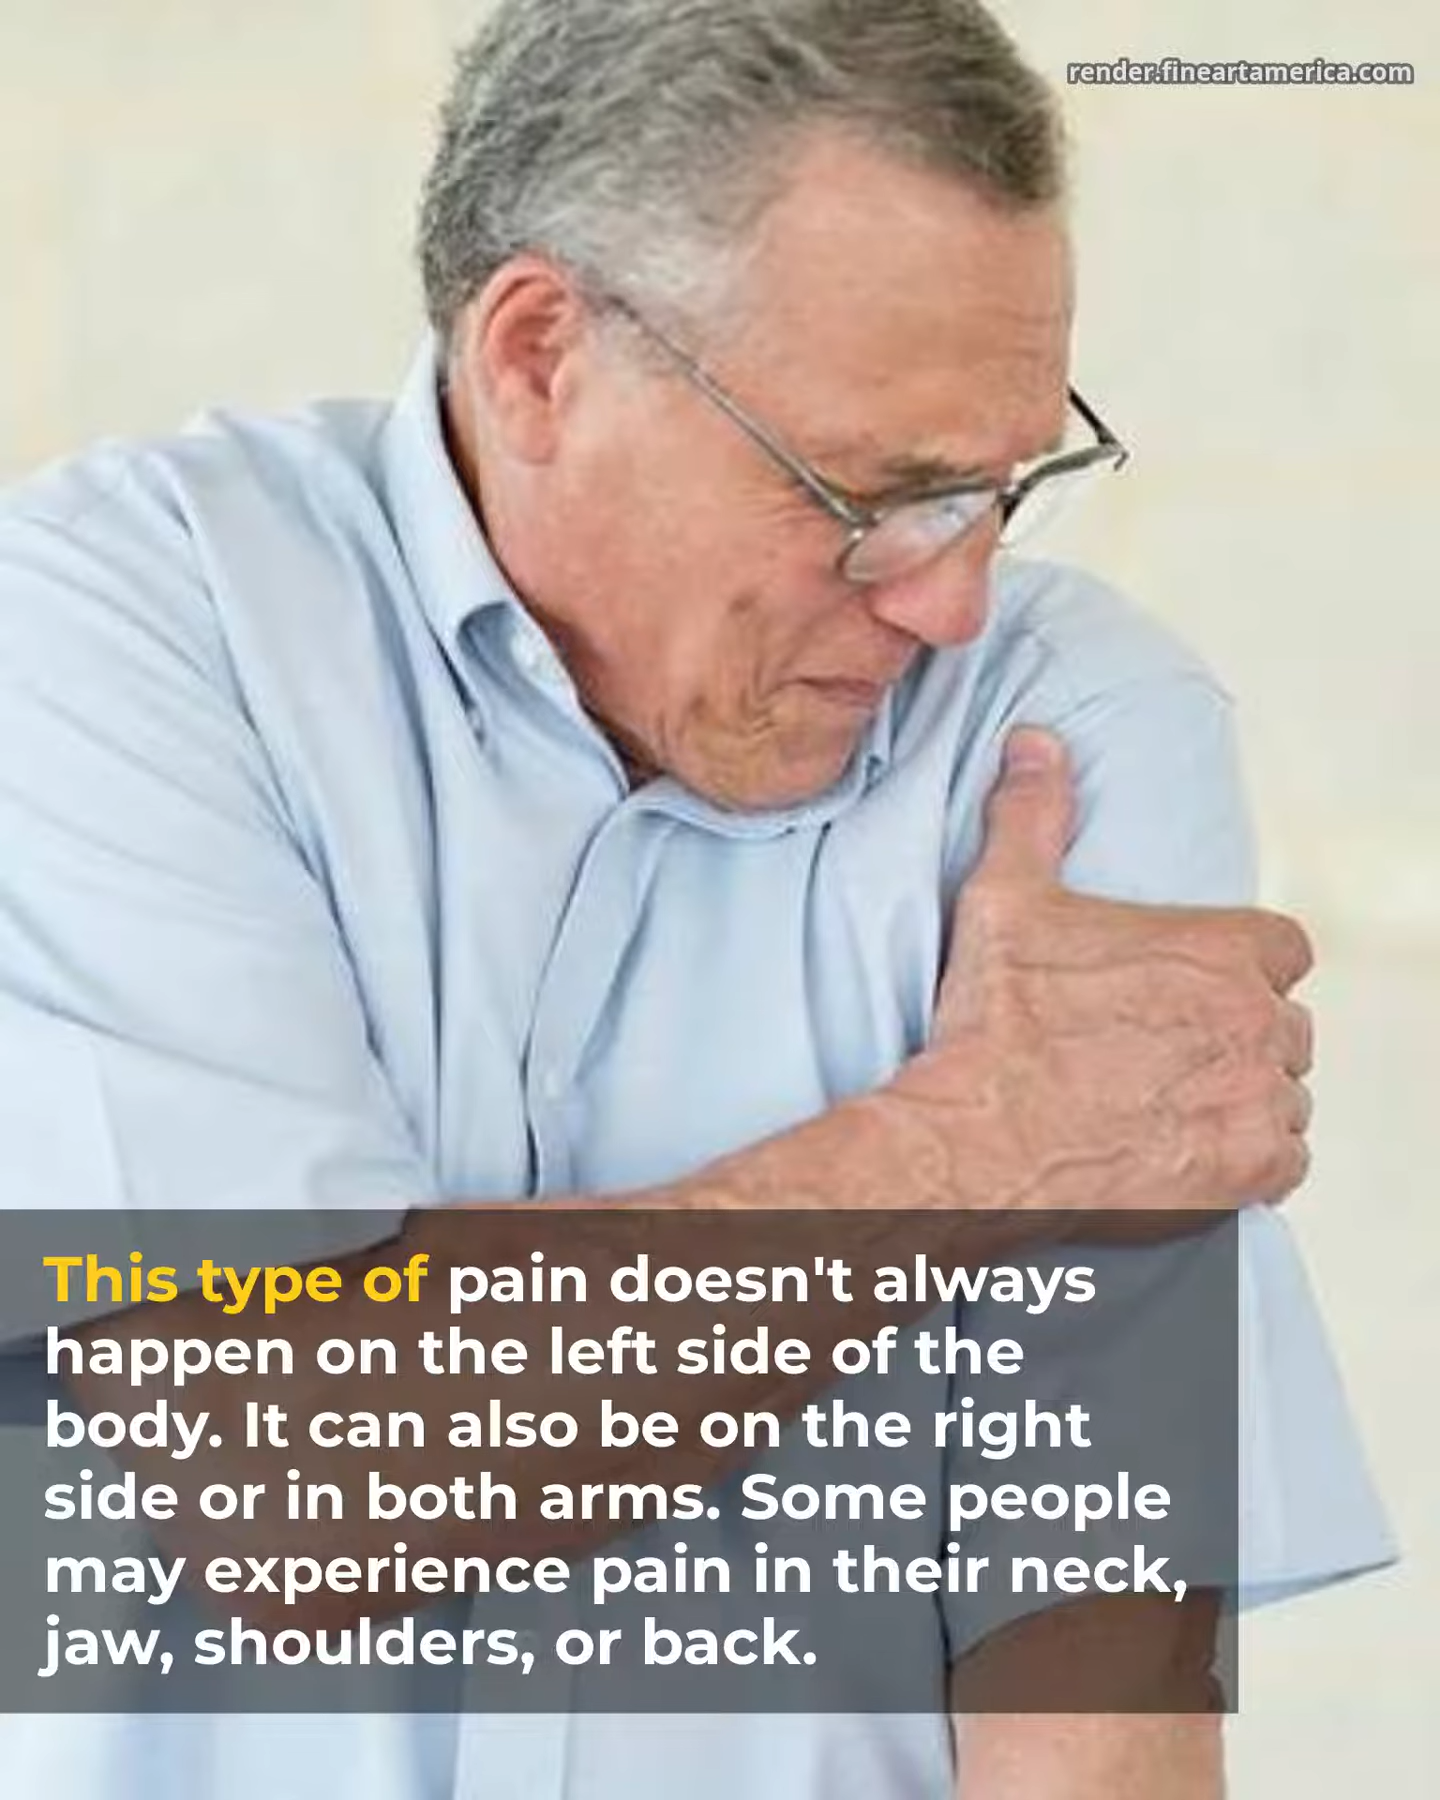 render.fineartamerica.com
This type of pain doesn't always
happen on the left side of the
body. It can also be on the right
side or in both arms. Some people
may experience pain in their neck,
jaw, shoulders, or back.